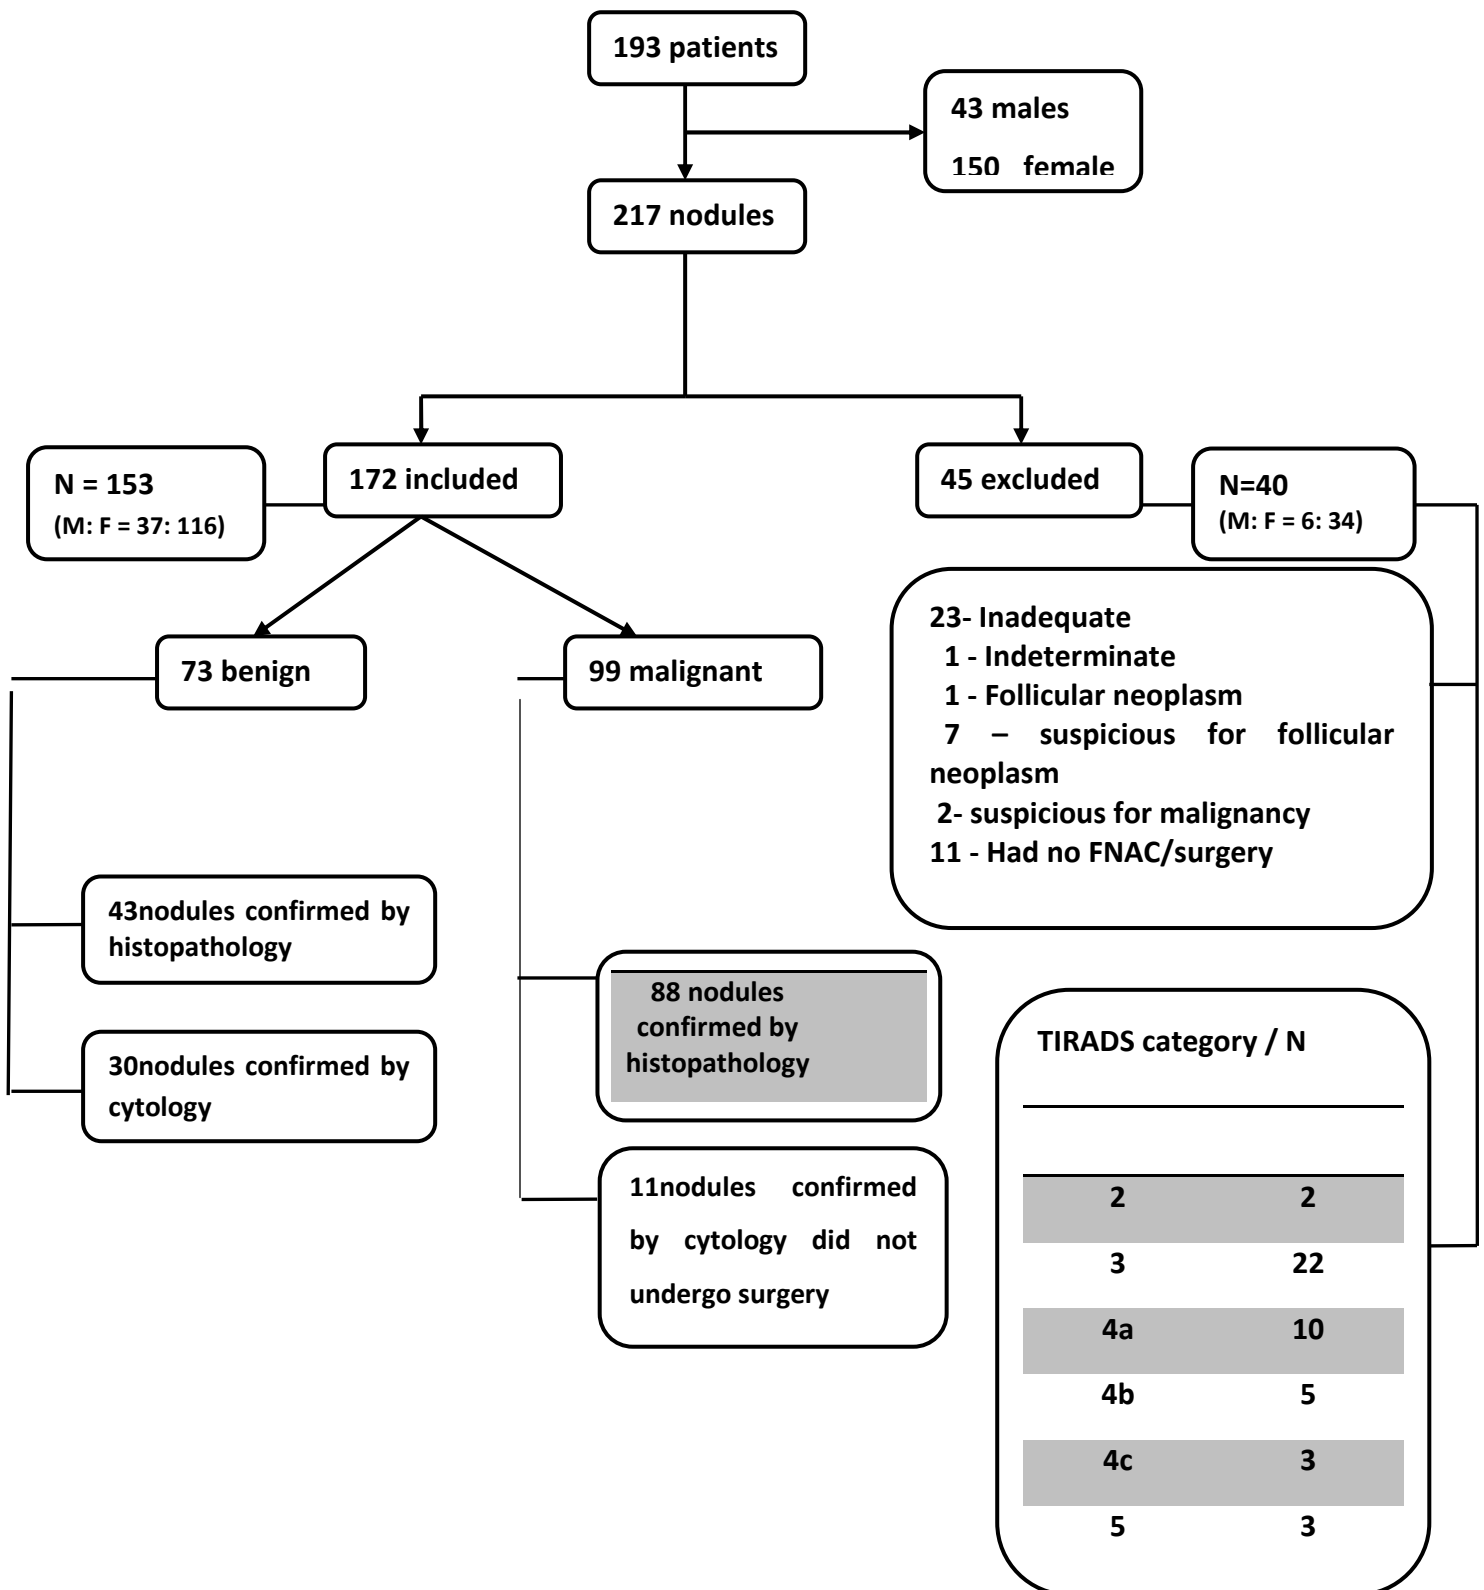 193 patients
43 males
150 female
217 nodules
N = 153
(M: F = 37: 116)
172 included
45 excluded
N=40
(M: F = 6: 34)
73 benign
99 malignant
23- Inadequate
1 - Indeterminate
1 - Follicular neoplasm
7 – suspicious for follicular
neoplasm
2- suspicious for malignancy
11 - Had no FNAC/surgery
43nodules confirmed by
histopathology
30nodules confirmed by
cytology
88 nodules
confirmed by
histopathology
11nodules confirmed
by cytology did not
undergo surgery
TIRADS category / N
2 2
3 22
4a 10
4b 5
4c 3
5 3